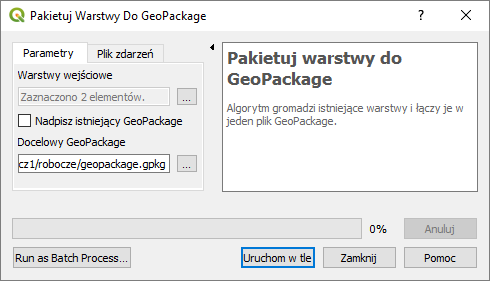 Pakietuj Warstwy Do GeoPackage
Parametry
Plik zdarzeń
Warstwy wejściowe
Zaznaczono 2 elementów.
...
Nadpisz istniejący GeoPackage
Docelowy GeoPackage
cz1/robocze/geopackage.gpkg
...
Pakietuj warstwy do
GeoPackage
Algorytm gromadzi istniejące warstwy i łączy je w
jeden plik GeoPackage.
0%
Anuluj
Run as Batch Process...
Uruchom w tle
Zamknij
Pomoc